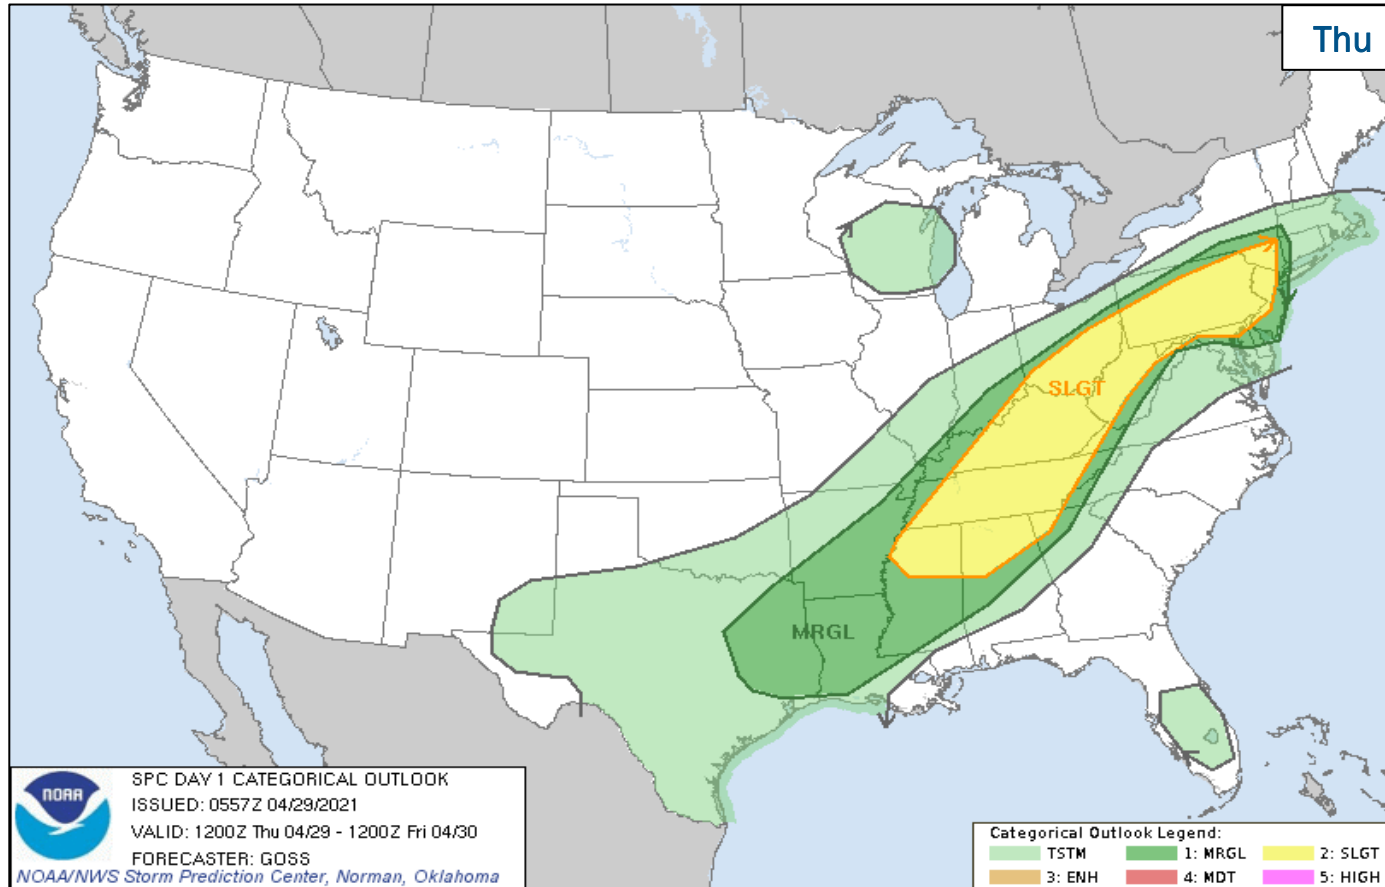 Thu
SLGT
MRGL
NOAA
SPC DAY 1 CATEGORICAL OUTLOOK
ISSUED: 0557Z 04/29/2021
VALID: 1200Z Thu 04/29 - 1200Z Fri 04/30
FORECASTER: GOSS
NOAA/NWS Storm Prediction Center, Norman, Oklahoma
Categorical Outlook Legend:
TSTM 1: MRGL 2: SLGT
3: ENH 4: MDT 5: HIGH